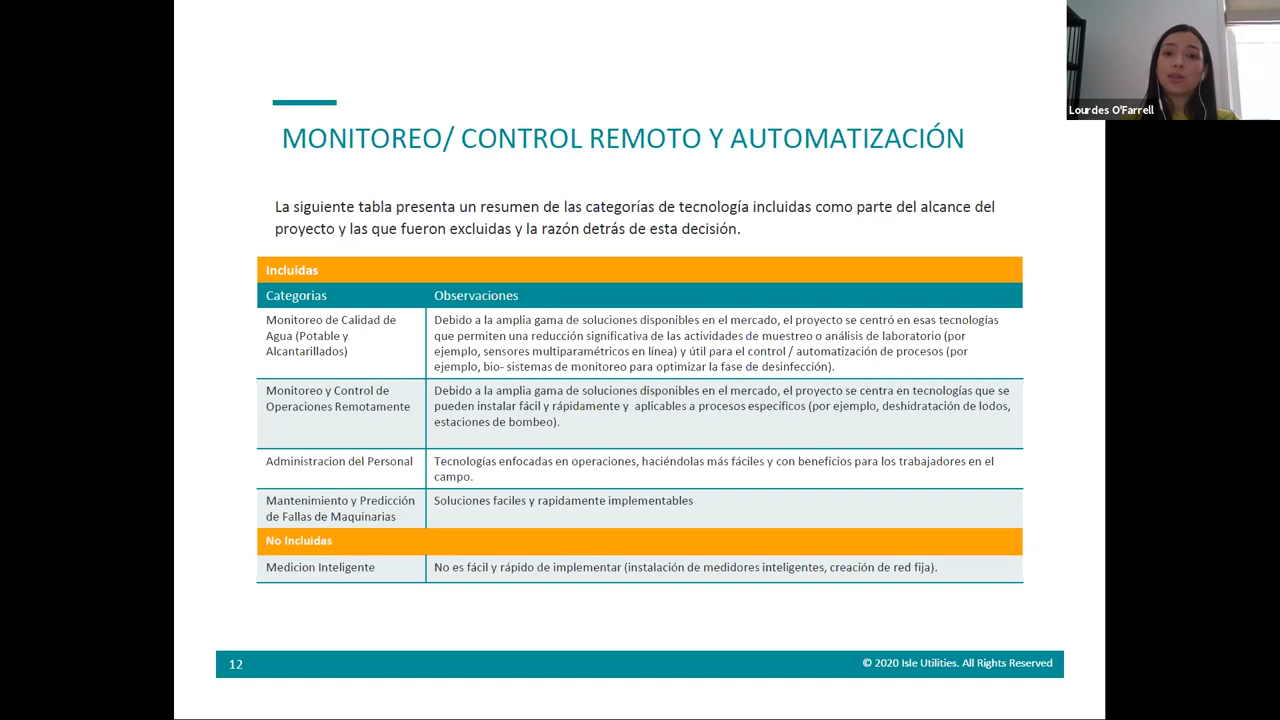 Lourdes O'Farrell
MONITOREO/ CONTROL REMOTO Y AUTOMATIZACIÓN
La siguiente tabla presenta un resumen de las categorías de tecnología incluidas como parte del alcance del
proyecto y las que fueron excluidas y la razón detrás de esta decisión.
Incluidas
Categorias Observaciones
Monitoreo de Calidad de
Agua (Potable y
Alcantarillados)
Debido a la amplia gama de soluciones disponibles en el mercado, el proyecto se centró en esas tecnologías
que permiten una reducción significativa de las actividades de muestreo o análisis de laboratorio (por
ejemplo, sensores multiparamétricos en línea) y útil para el control / automatización de procesos (por
ejemplo, bio- sistemas de monitoreo para optimizar la fase de desinfección).
Monitoreo y Control de
Operaciones Remotamente
Debido a la amplia gama de soluciones disponibles en el mercado, el proyecto se centra en tecnologías que se
pueden instalar fácil y rápidamente y aplicables a procesos específicos (por ejemplo, deshidratación de lodos,
estaciones de bombeo).
Administracion del Personal
Tecnologías enfocadas en operaciones, haciéndolas más fáciles y con beneficios para los trabajadores en el
campo.
Mantenimiento y Predicción
de Fallas de Maquinarias
Soluciones faciles y rapidamente implementables
No Incluidas
Medicion Inteligente
No es fácil y rápido de implementar (instalación de medidores inteligentes, creación de red fija).
12
© 2020 Isle Utilities. All Rights Reserved